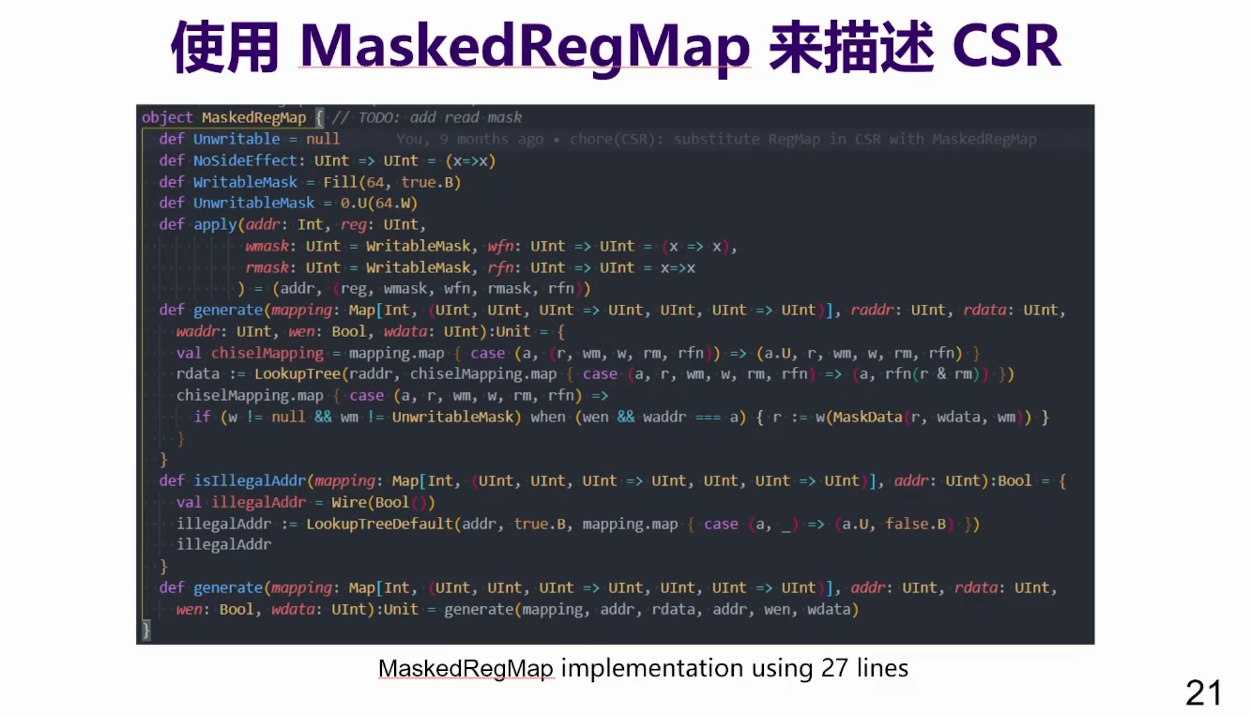 使用 MaskedRegMap 来描述 CSR
object MaskedRegMap { // TODO: add read mask
def Unwritable = null You, 9 months ago • chore(CSR): substitute RegMap in CSR with MaskedRegMap
def NoSideEffect: UInt => UInt = (x=>x)
def WritableMask = Fill(64, true.B)
def UnwritableMask = 0.U(64.W)
def apply(addr: Int, reg: UInt,
wmask: UInt = WritableMask, wfn: UInt => UInt = (x => x),
rmask: UInt = WritableMask, rfn: UInt => UInt = x=>x
) = (addr, (reg, wmask, wfn, rmask, rfn))
def generate(mapping: Map[Int, (UInt, UInt, UInt => UInt, UInt, UInt => UInt)], raddr: UInt, rdata: UInt,
waddr: UInt, wen: Bool, wdata: UInt):Unit = {
val chiselMapping = mapping.map { case (a, (r, wm, w, rm, rfn)) => (a.U, r, wm, w, rm, rfn) }
rdata := LookupTree(raddr, chiselMapping.map { case (a, r, wm, w, rm, rfn) => (a, rfn(r & rm)) })
chiselMapping.map { case (a, r, wm, w, rm, rfn) =>
if (w != null && wm != UnwritableMask) when (wen && waddr === a) { r := w(MaskData(r, wdata, wm)) }
}
}
def isIllegalAddr(mapping: Map[Int, (UInt, UInt, UInt => UInt, UInt, UInt => UInt)], addr: UInt):Bool = {
val illegalAddr = Wire(Bool())
illegalAddr := LookupTreeDefault(addr, true.B, mapping.map { case (a, _) => (a.U, false.B) })
illegalAddr
}
def generate(mapping: Map[Int, (UInt, UInt, UInt => UInt, UInt, UInt => UInt)], addr: UInt, rdata: UInt,
wen: Bool, wdata: UInt):Unit = generate(mapping, addr, rdata, addr, wen, wdata)
}
MaskedRegMap implementation using 27 lines
21